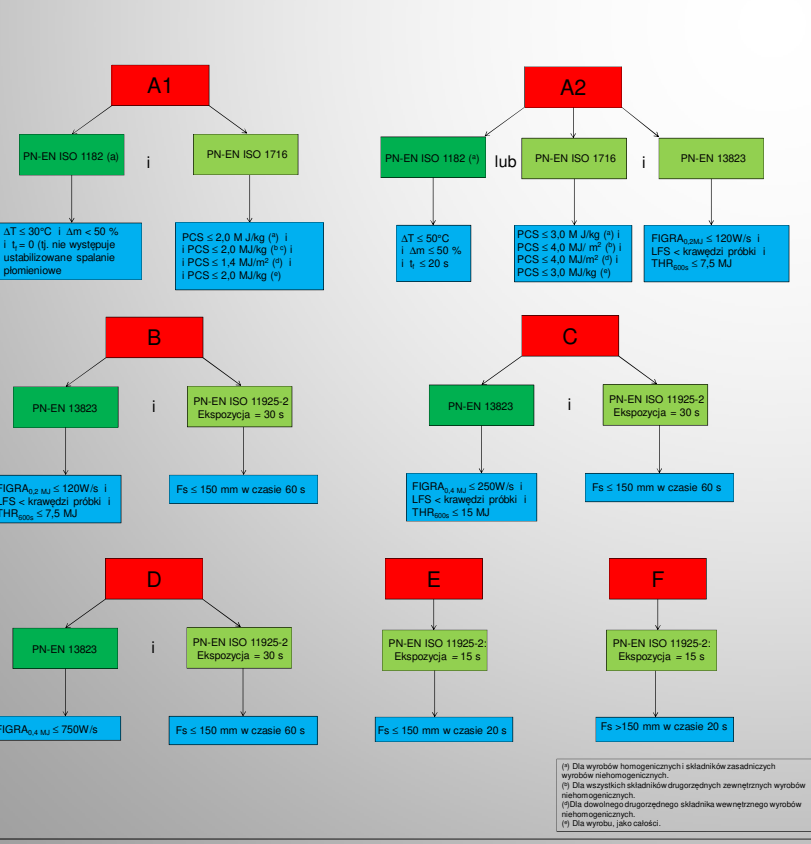 A1
PN-EN ISO 1182 (a)
i
PN-EN ISO 1716
ΔT ≤ 30°C i Δm < 50 %
i tf = 0 (tj. nie występuje
ustabilizowane spalanie
płomieniowe
PCS ≤ 2,0 M J/kg (a) i
i PCS ≤ 2,0 MJ/kg (b c) i
i PCS ≤ 1,4 MJ/m² (d) i
i PCS ≤ 2,0 MJ/kg (e)
A2
PN-EN ISO 1182 (a)
lub
PN-EN ISO 1716
i
PN-EN 13823
ΔT ≤ 50°C
i Δm ≤ 50 %
i tf ≤ 20 s
PCS ≤ 3,0 M J/kg (a) i
PCS ≤ 4,0 MJ/ m² (b) i
PCS ≤ 4,0 MJ/m² (d) i
PCS ≤ 3,0 MJ/kg (e)
FIGRA0,2MJ ≤ 120W/s i
LFS < krawędzi próbki i
THR600s ≤ 7,5 MJ
B
PN-EN 13823
i
PN-EN ISO 11925-2
Ekspozycja = 30 s
FIGRA0,2 MJ ≤ 120W/s i
LFS < krawędzi próbki i
THR600s ≤ 7,5 MJ
Fs ≤ 150 mm w czasie 60 s
C
PN-EN 13823
i
PN-EN ISO 11925-2
Ekspozycja = 30 s
FIGRA0,4 MJ ≤ 250W/s i
LFS < krawędzi próbki i
THR600s ≤ 15 MJ
Fs ≤ 150 mm w czasie 60 s
D
PN-EN 13823
i
PN-EN ISO 11925-2
Ekspozycja = 30 s
FIGRA0,4 MJ ≤ 750W/s
Fs ≤ 150 mm w czasie 60 s
E
PN-EN ISO 11925-2:
Ekspozycja = 15 s
Fs ≤ 150 mm w czasie 20 s
F
PN-EN ISO 11925-2:
Ekspozycja = 15 s
Fs >150 mm w czasie 20 s
(a) Dla wyrobów homogenicznych i składników zasadniczych
wyrobów niehomogenicznych.
(b) Dla wszystkich składników drugorzędnych zewnętrznych wyrobów
niehomogenicznych.
(d)Dla dowolnego drugorzędnego składnika wewnętrznego wyrobów
niehomogenicznych.
(e) Dla wyrobu, jako całości.